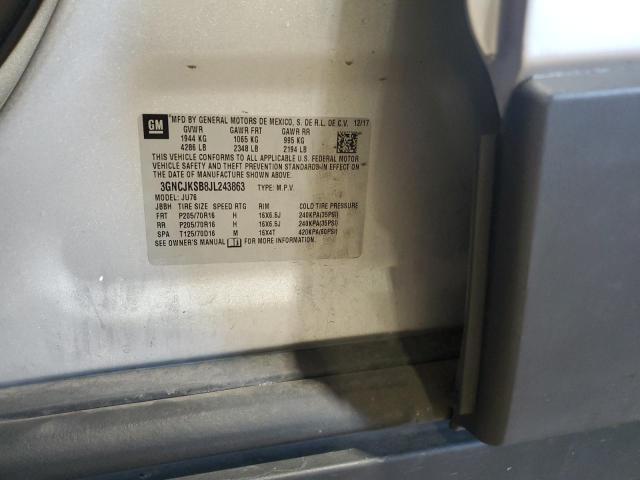 GM MFD BY GENERAL MOTORS DE MEXICO, S. DE R.L. DE C.V. 12/17
GVWR GAWR FRT GAWR RR
1944 KG 1065 KG 995 KG
4286 LB 2348 LB 2194 LB
THIS VEHICLE CONFORMS TO ALL APPLICABLE U.S. FEDERAL MOTOR
VEHICLE SAFETY AND THEFT PREVENTION STANDARDS IN EFFECT ON
THE DATE OF MANUFACTURE SHOWN ABOVE.
3GNCJKSB8JL243863 TYPE: M.P.V.
MODEL: JU76
JBBH TIRE SIZE SPEED RTG RIM COLD TIRE PRESSURE
FRT P205/70R16 H 16X6.5J 240KPA(35PSI)
RR P205/70R16 H 16X6.5J 240KPA(35PSI)
SPA T125/70D16 M 16X4T 420KPA(60PSI)
SEE OWNER'S MANUAL FOR MORE INFORMATION.